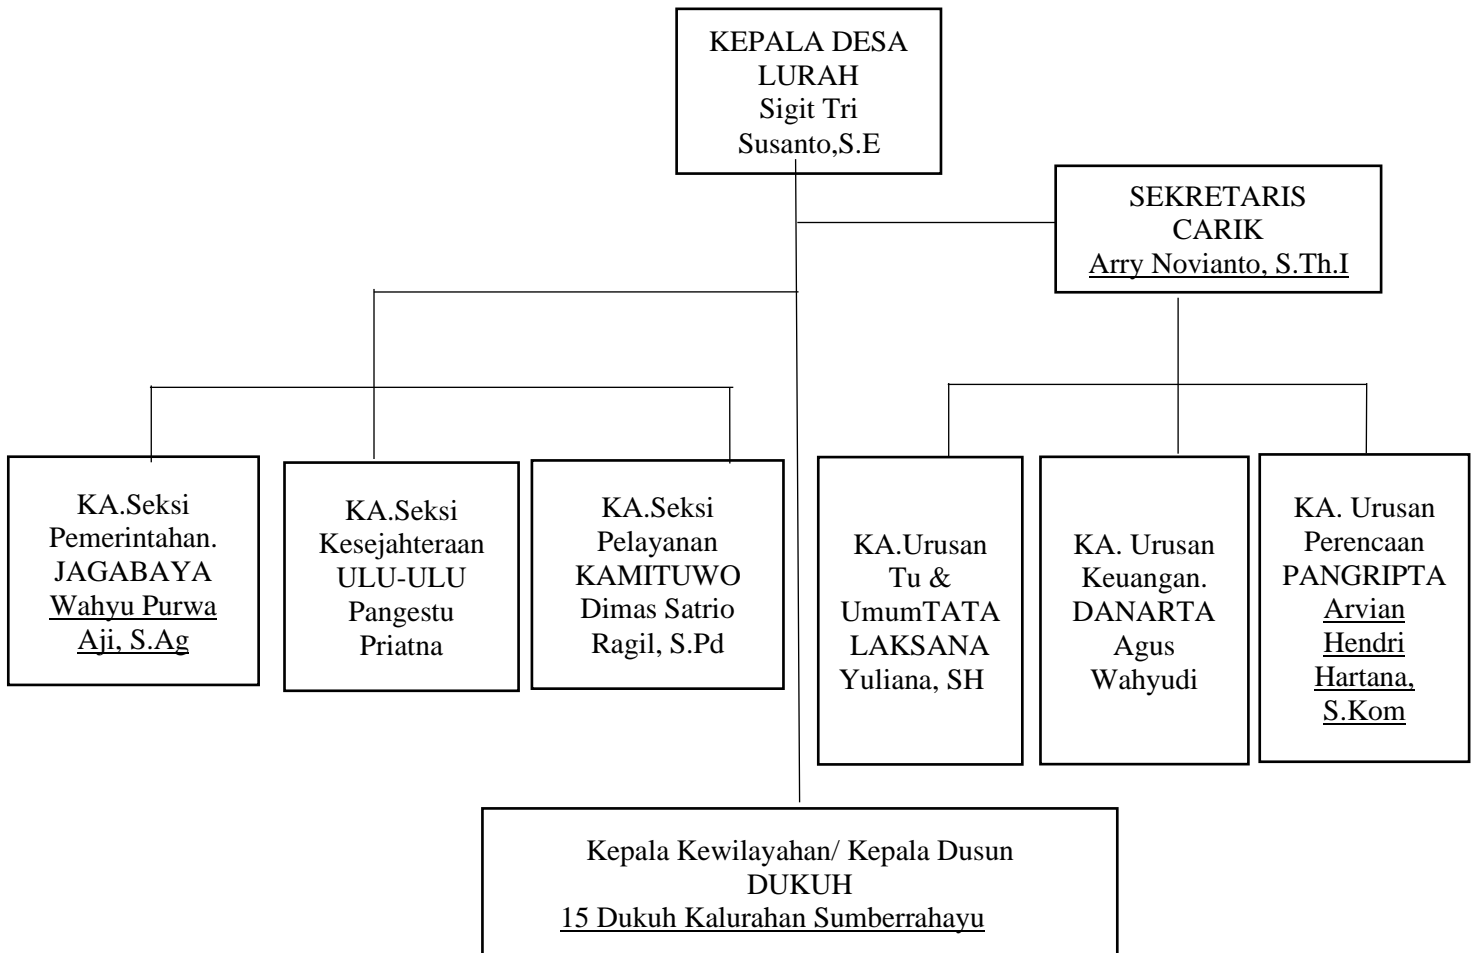 KEPALA DESA
LURAH
Sigit Tri
Susanto,S.E
SEKRETARIS
CARIK
Arry Novianto, S.Th.I
KA.Seksi
Pemerintahan.
JAGABAYA
Wahyu Purwa
Aji, S.Ag
KA.Seksi
Kesejahteraan
ULU-ULU
Pangestu
Priatna
KA.Seksi
Pelayanan
KAMITUWO
Dimas Satrio
Ragil, S.Pd
KA.Urusan
Tu &
UmumTATA
LAKSANA
Yuliana, SH
KA. Urusan
Keuangan.
DANARTA
Agus
Wahyudi
KA. Urusan
Perencaan
PANGRIPTA
Arvian
Hendri
Hartana,
S.Kom
Kepala Kewilayahan/ Kepala Dusun
DUKUH
15 Dukuh Kalurahan Sumberrahayu